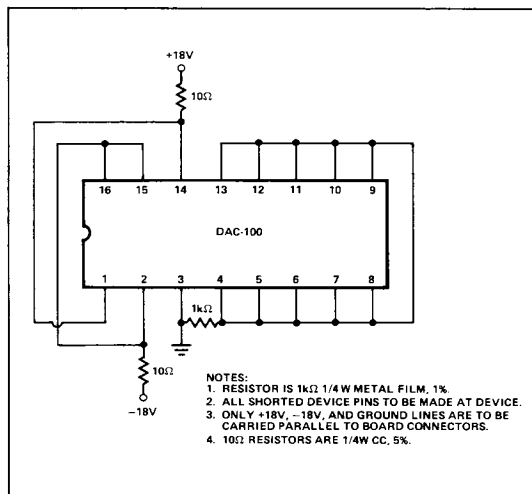 +18V
10Ω
16 15 14 13 12 11 10 9
DAC-100
1 2 3 4 5 6 7 8
1kΩ
10Ω
−18V
NOTES:
1. RESISTOR IS 1kΩ 1/4W METAL FILM, 1%.
2. ALL SHORTED DEVICE PINS TO BE MADE AT DEVICE.
3. ONLY +18V, −18V, AND GROUND LINES ARE TO BE
CARRIED PARALLEL TO BOARD CONNECTORS.
4. 10Ω RESISTORS ARE 1/4W CC, 5%.